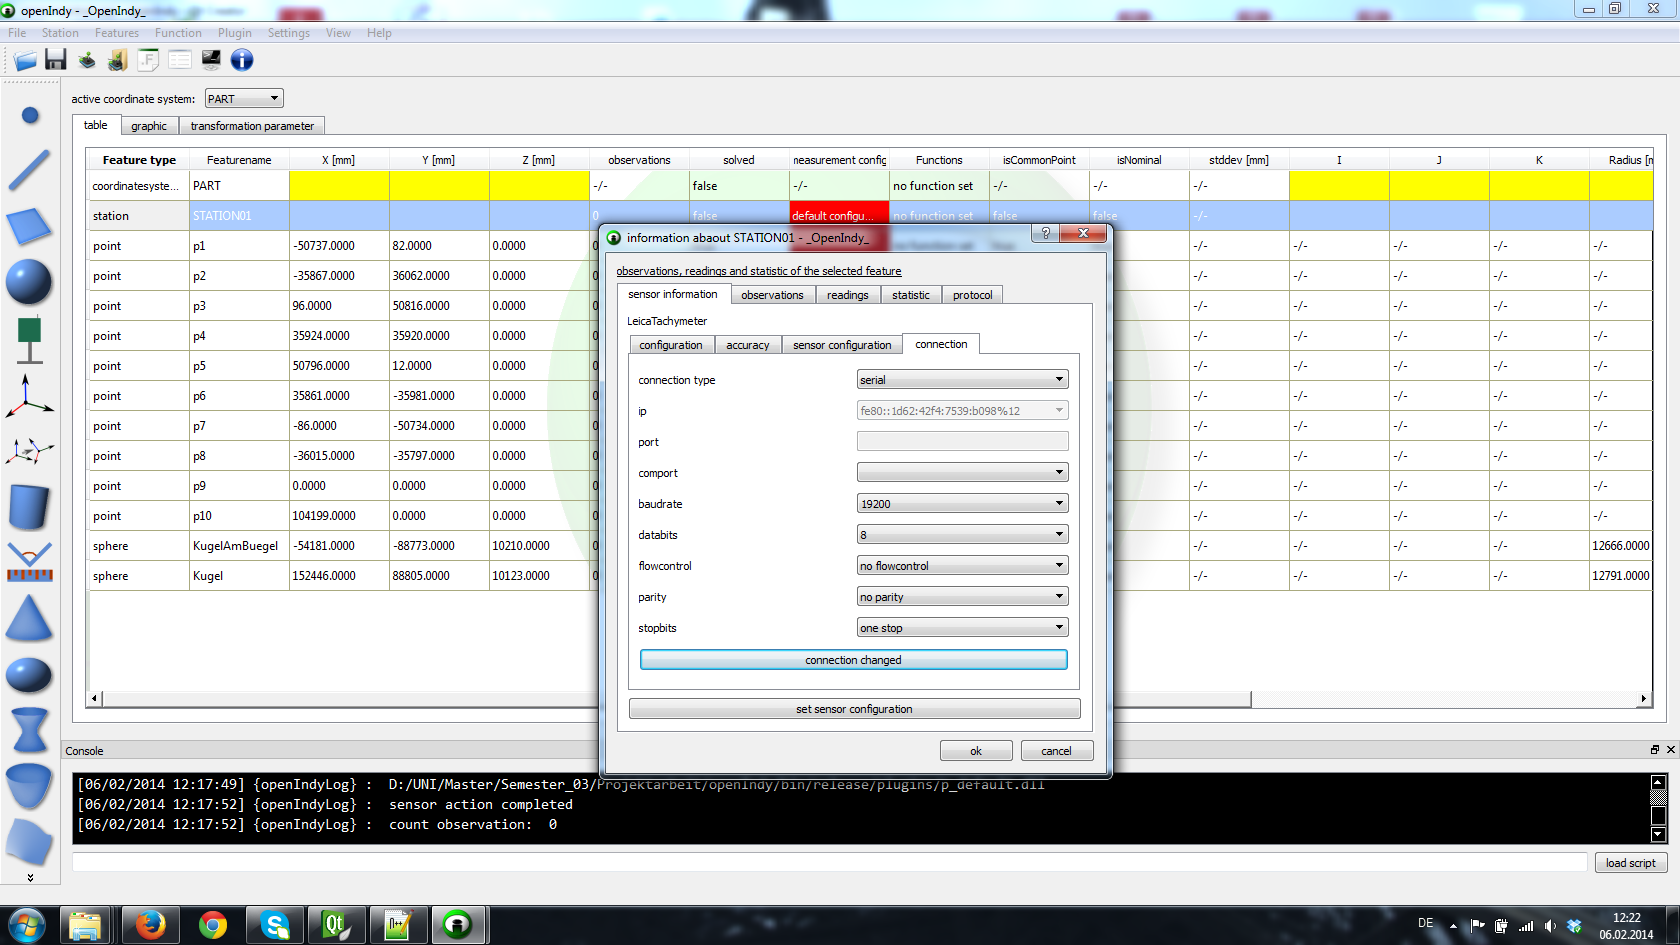 openIndy - _OpenIndy_
File Station Features Function Plugin Settings View Help
active coordinate system: PART
table graphic transformation parameter
Feature type Featurename X [mm] Y [mm] Z [mm] observations solved measurement config Functions isCommonPoint isNominal stddev [mm] I J K Radius [m
coordinatesyste... PART -/- false -/- no function set -/- -/- -/-
station STATION01 0 false default configu... no function set false false -/-
point p1 -50737.0000 82.0000 0.0000 -/- -/- -/- -/- -/-
point p2 -35867.0000 36062.0000 0.0000 -/- -/- -/- -/- -/-
point p3 96.0000 50816.0000 0.0000 -/- -/- -/- -/- -/-
point p4 35924.0000 35920.0000 0.0000 -/- -/- -/- -/- -/-
point p5 50796.0000 12.0000 0.0000 -/- -/- -/- -/- -/-
point p6 35861.0000 -35981.0000 0.0000 -/- -/- -/- -/- -/-
point p7 -86.0000 -50734.0000 0.0000 -/- -/- -/- -/- -/-
point p8 -36015.0000 -35797.0000 0.0000 -/- -/- -/- -/- -/-
point p9 0.0000 0.0000 0.0000 -/- -/- -/- -/- -/-
point p10 104199.0000 0.0000 0.0000 -/- -/- -/- -/- -/-
sphere KugelAmBuegel -54181.0000 -88773.0000 10210.0000 -/- -/- -/- -/- 12666.0000
sphere Kugel 152446.0000 88805.0000 10123.0000 -/- -/- -/- -/- 12791.0000
information abaout STATION01 - _OpenIndy_
observations, readings and statistic of the selected feature
sensor information observations readings statistic protocol
LeicaTachymeter
configuration accuracy sensor configuration connection
connection type serial
ip fe80::1d62:42f4:7539:b098%12
port
comport
baudrate 19200
databits 8
flowcontrol no flowcontrol
parity no parity
stopbits one stop
connection changed
set sensor configuration
ok cancel
Console
[06/02/2014 12:17:49] {openIndyLog} : D:/UNI/Master/Semester_03/Projektarbeit/openIndy/bin/release/plugins/p_default.dll
[06/02/2014 12:17:52] {openIndyLog} : sensor action completed
[06/02/2014 12:17:52] {openIndyLog} : count observation: 0
load script
DE 12:22
06.02.2014